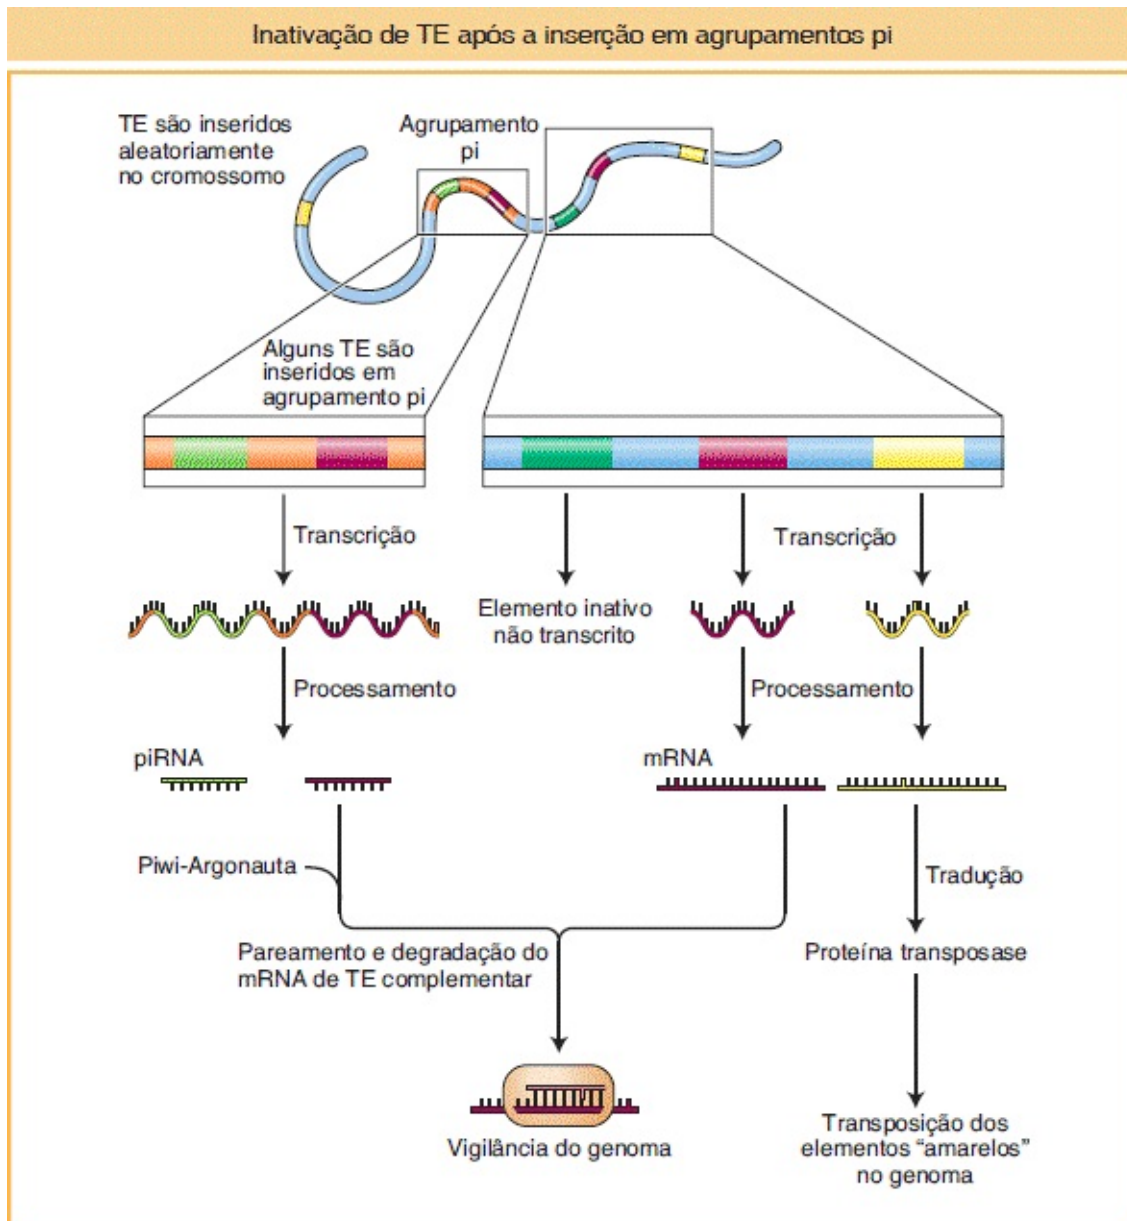 Inativação de TE após a inserção em agrupamentos pi
TE são inseridos
aleatoriamente
no cromossomo
Agrupamento
pi
Alguns TE são
inseridos em
agrupamento pi
Transcrição
Transcrição
Elemento inativo
não transcrito
Processamento
Processamento
piRNA
mRNA
Piwi-Argonauta
Tradução
Pareamento e degradação do
mRNA de TE complementar
Proteína transposase
Vigilância do genoma
Transposição dos
elementos “amarelos”
no genoma